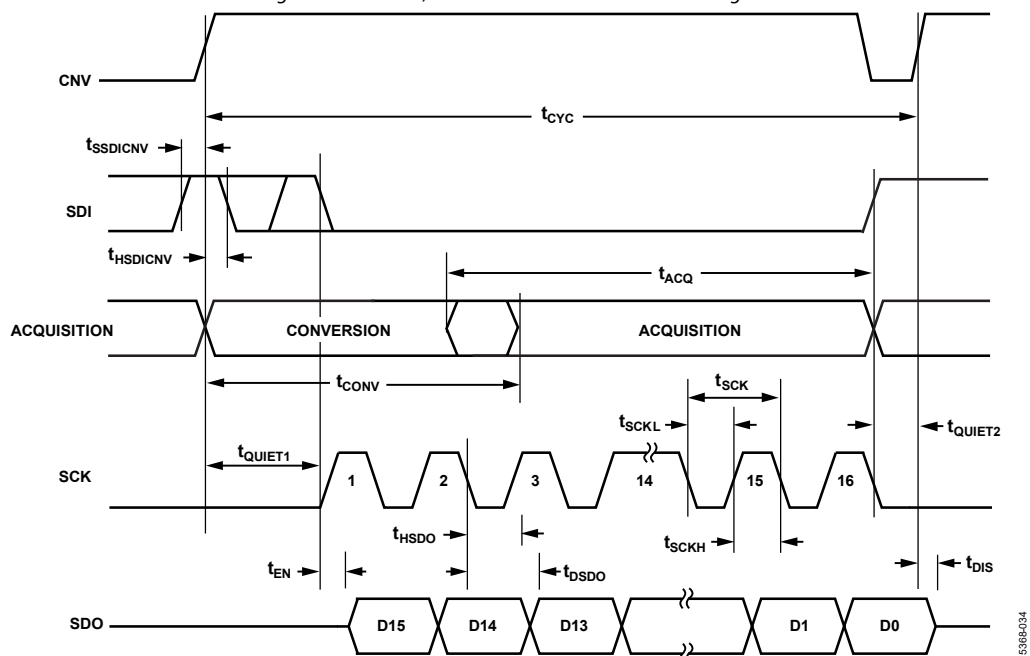 CNV
tCYC
tSSDICNV
SDI
tHSDICNV
tACQ
ACQUISITION
CONVERSION
ACQUISITION
tCONV
tSCK
tSCKL
tQUIET2
tQUIET1
SCK
1
2
3
14
15
16
tHSDO
tSCKH
tEN
tDSDO
tDIS
SDO
D15
D14
D13
D1
D0
5368-034